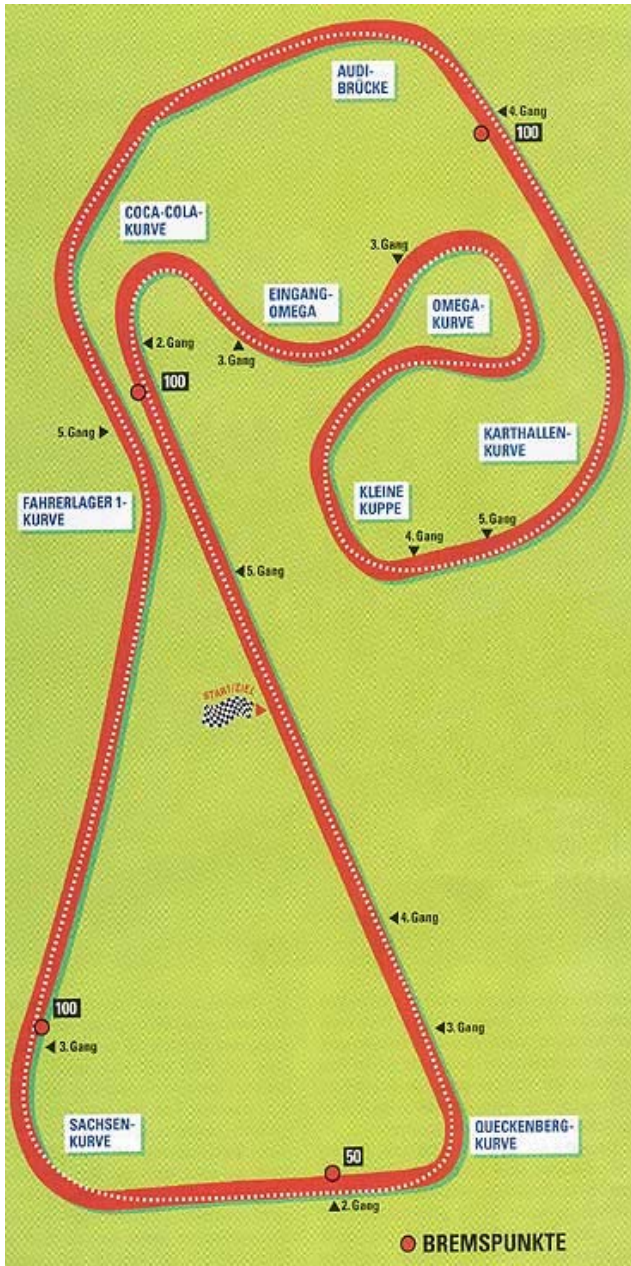 AUDI-
BRÜCKE
4. Gang
100
COCA-COLA-
KURVE
3. Gang
EINGANG-
OMEGA
OMEGA-
KURVE
2. Gang
3. Gang
100
5. Gang
KARTHALLEN-
KURVE
FAHRERLAGER 1-
KURVE
KLEINE
KUPPE
5. Gang
4. Gang
5. Gang
START/ZIEL
4. Gang
100
3. Gang
3. Gang
SACHSEN-
KURVE
QUECKENBERG-
KURVE
50
2. Gang
BREMSPUNKTE